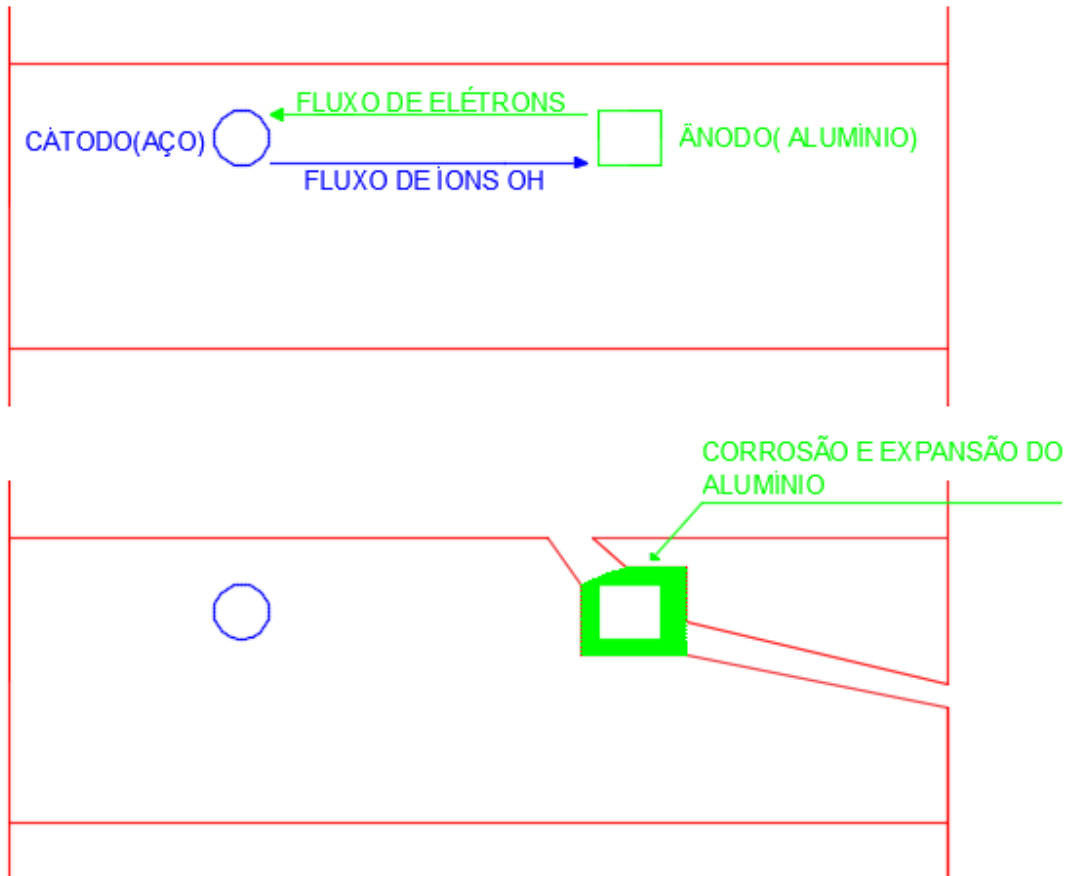 FLUXO DE ELÉTRONS
CÁTODO(AÇO)
ÂNODO( ALUMÍNIO)
FLUXO DE ÍONS OH
CORROSÃO E EXPANSÃO DO
ALUMÍNIO